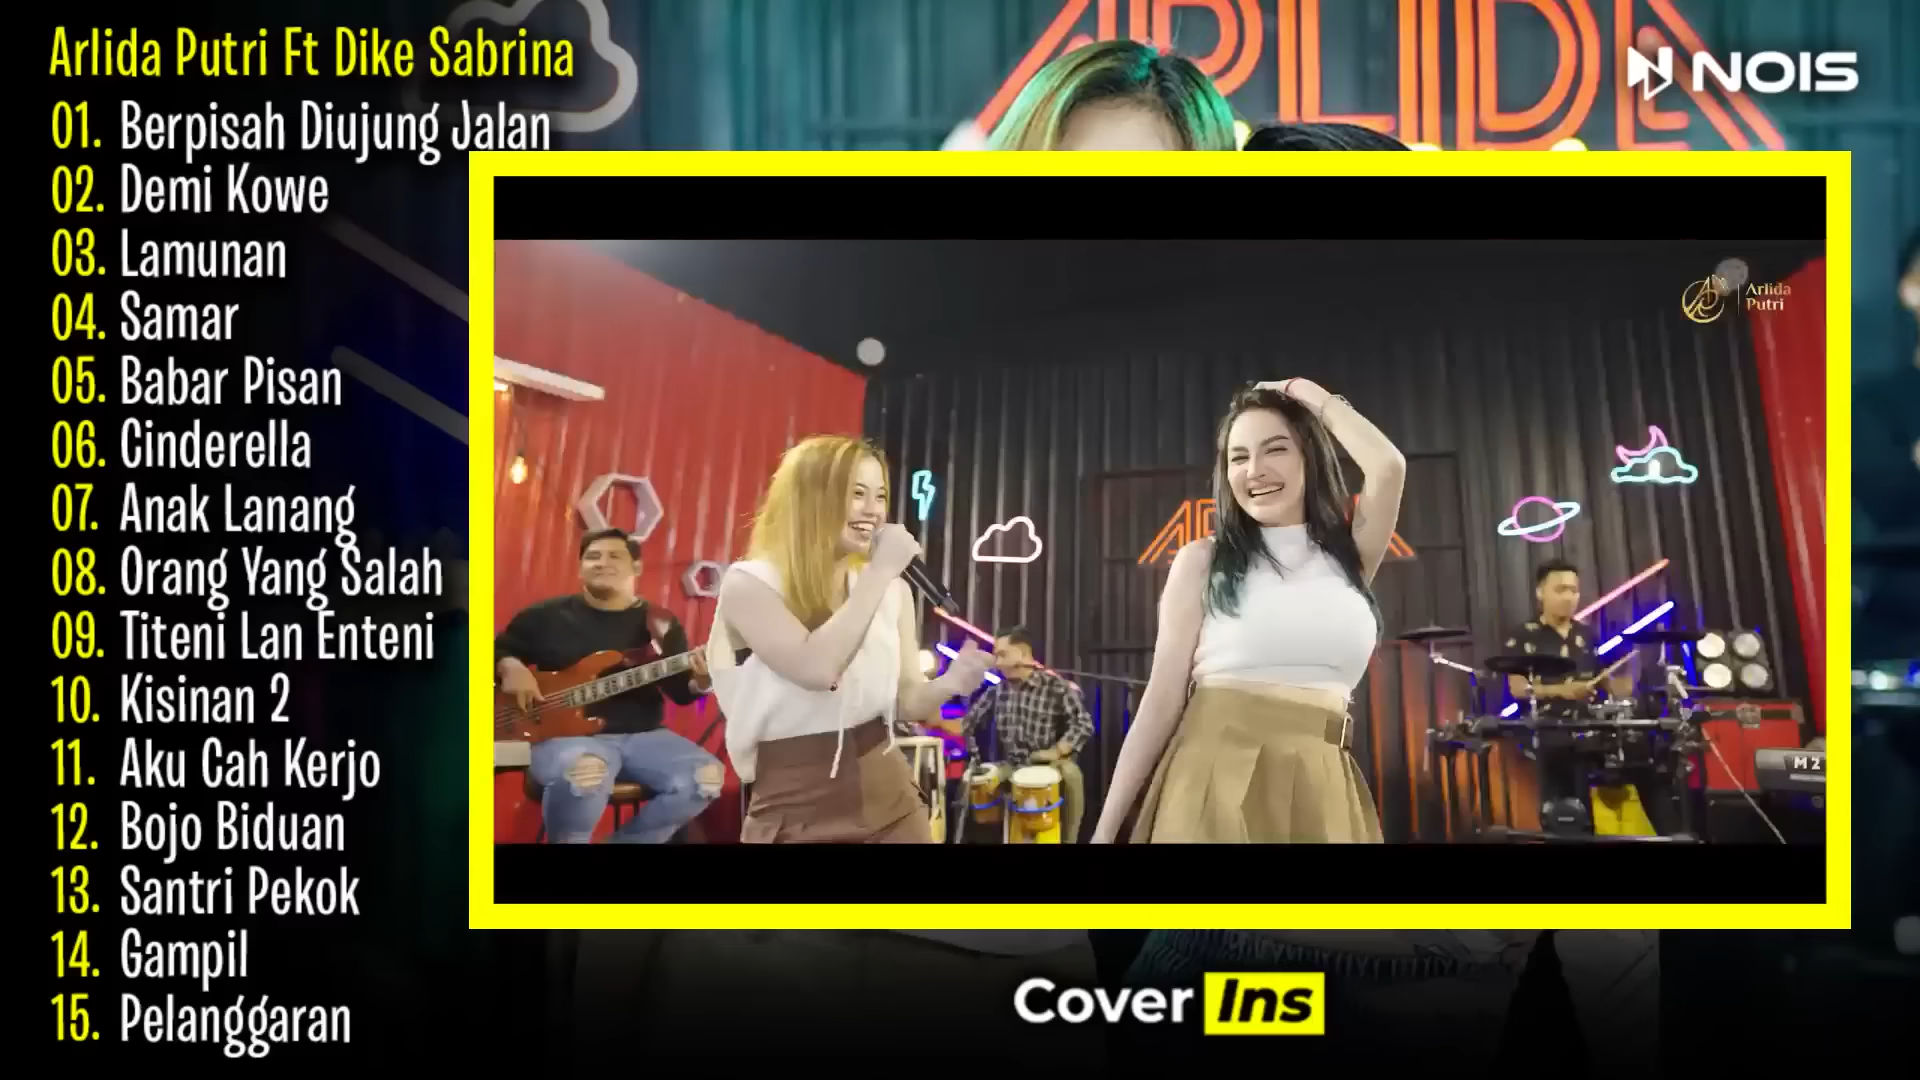 Arlida Putri Ft Dike Sabrina
01. Berpisah Diujung Jalan
02. Demi Kowe
03. Lamunan
04. Samar
05. Babar Pisan
06. Cinderella
07. Anak Lanang
08. Orang Yang Salah
09. Titeni Lan Enteni
10. Kisinan 2
11. Aku Cah Kerjo
12. Bojo Biduan
13. Santri Pekok
14. Gampil
15. Pelanggaran
ARLIDA
NOIS
Arlida
Putri
M2
Cover Ins